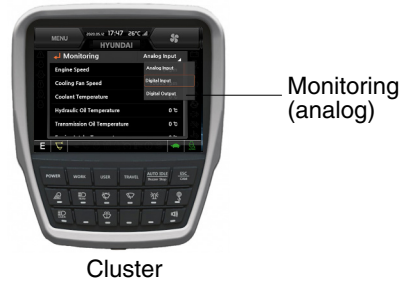 MENU 17:47 26℃
HYUNDAI
Monitoring Analog Input
Engine Speed Analog Input
Cooling Fan Speed Digital Input
Coolant Temperature Digital Output
Hydraulic Oil Temperature 0 ℃
Transmission Oil Temperature 0 ℃
E
POWER WORK USER TRAVEL AUTO IDLE
Monitoring
(analog)
Cluster